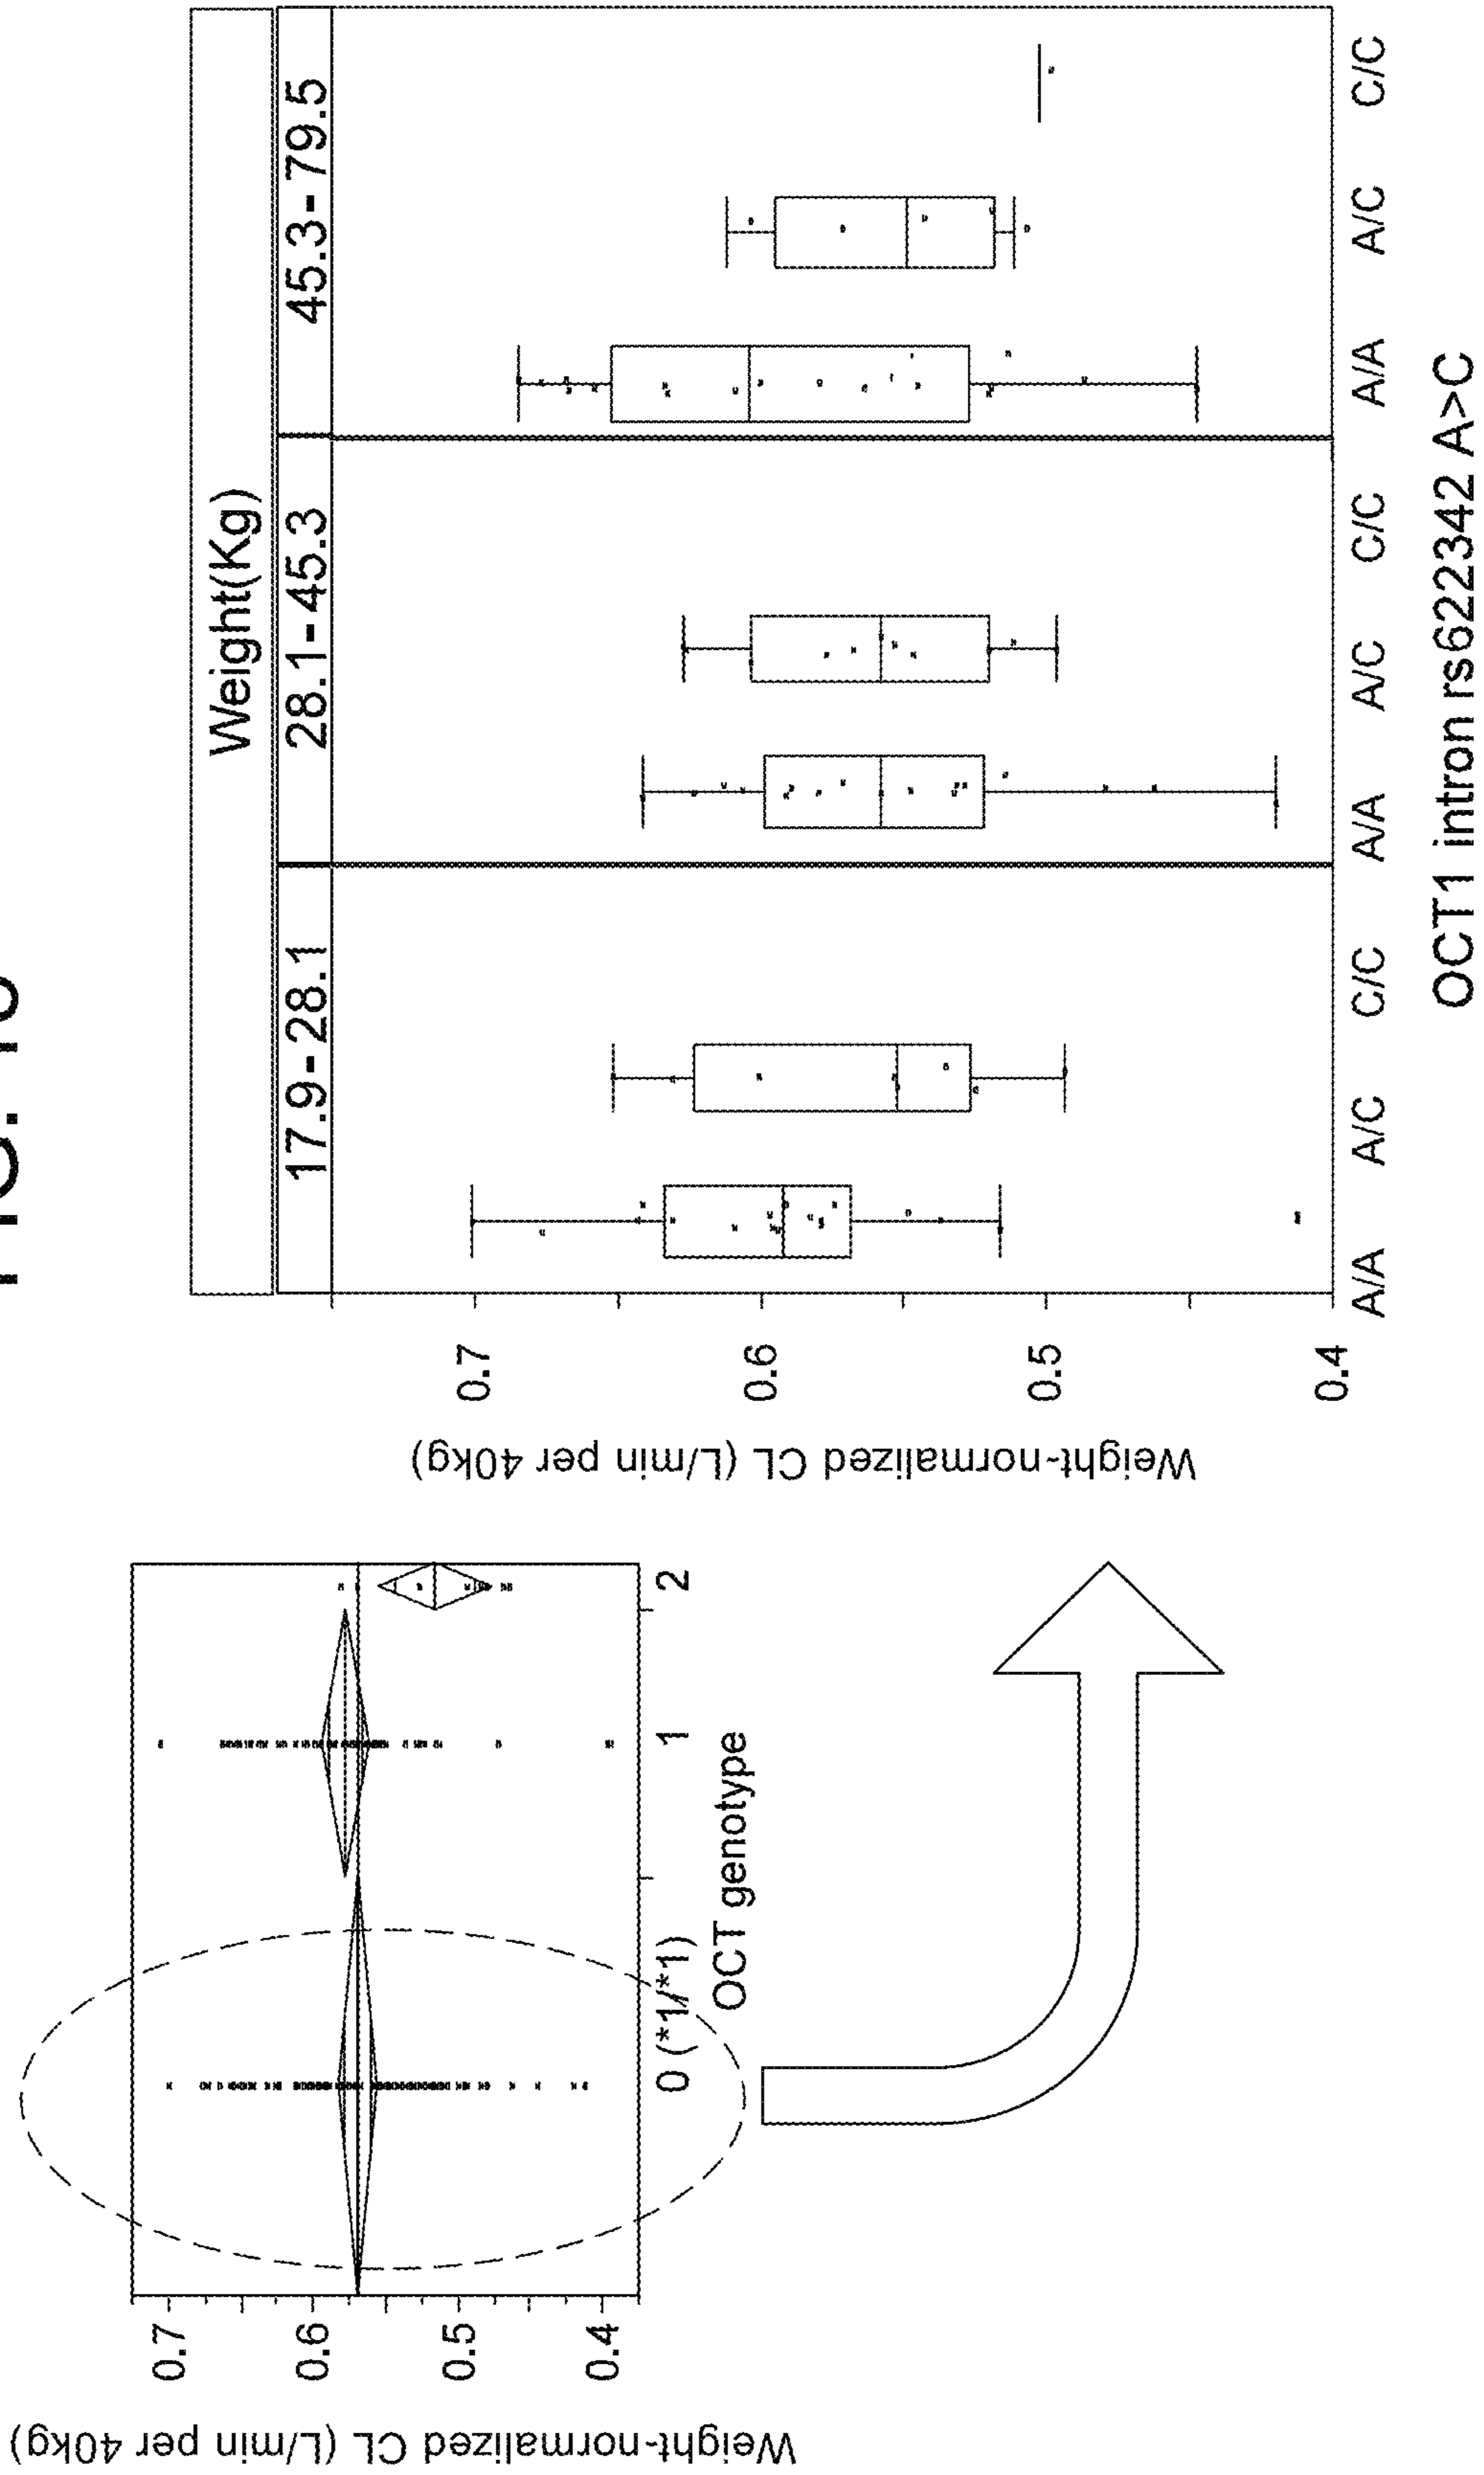 Weight-normalized CL (L/min per 40kg)
0.7
0.6
0.5
0.4
0 (*1/*1)
1
2
OCT genotype
Weight(Kg)
17.9-28.1
28.1-45.3
45.3-79.5
Weight-normalized CL (L/min per 40kg)
0.7
0.6
0.5
0.4
A/A A/C C/C A/A A/C C/C A/A A/C C/C
OCT1 intron rs622342 A>C